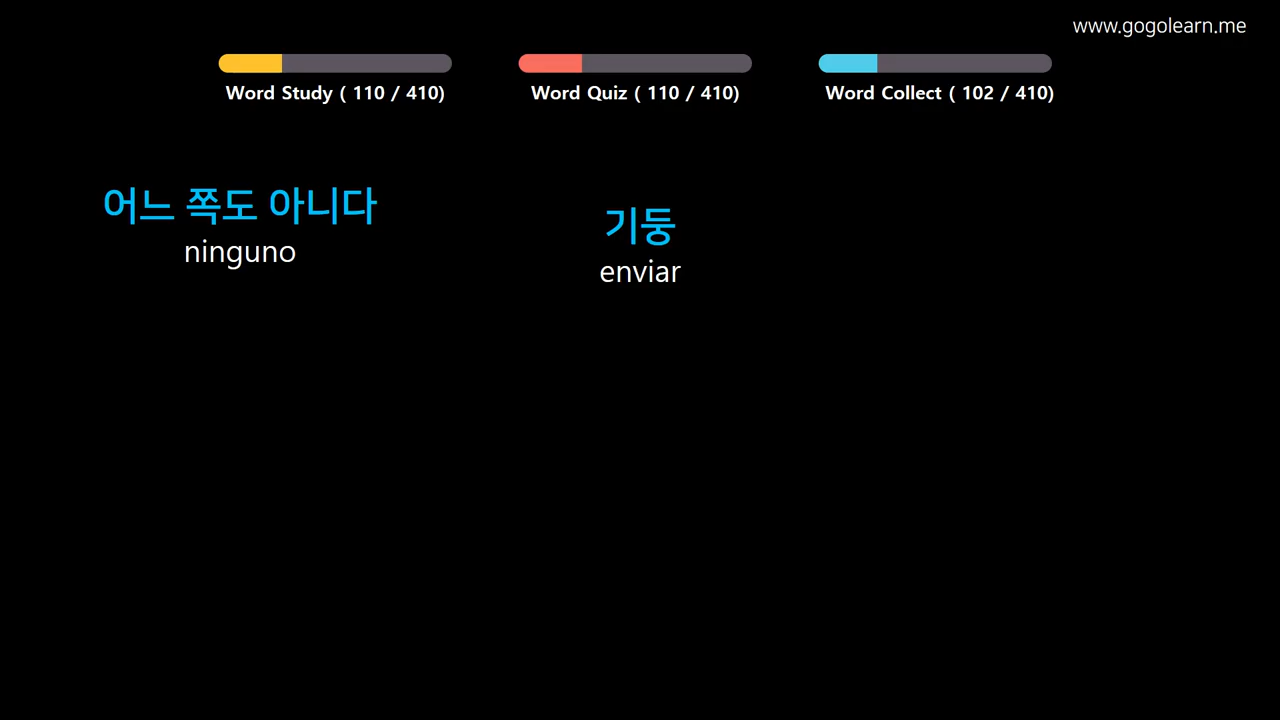 www.gogolearn.me
Word Study ( 110 / 410)
Word Quiz ( 110 / 410)
Word Collect ( 102 / 410)
어느 쪽도 아니다
ninguno
기둥
enviar